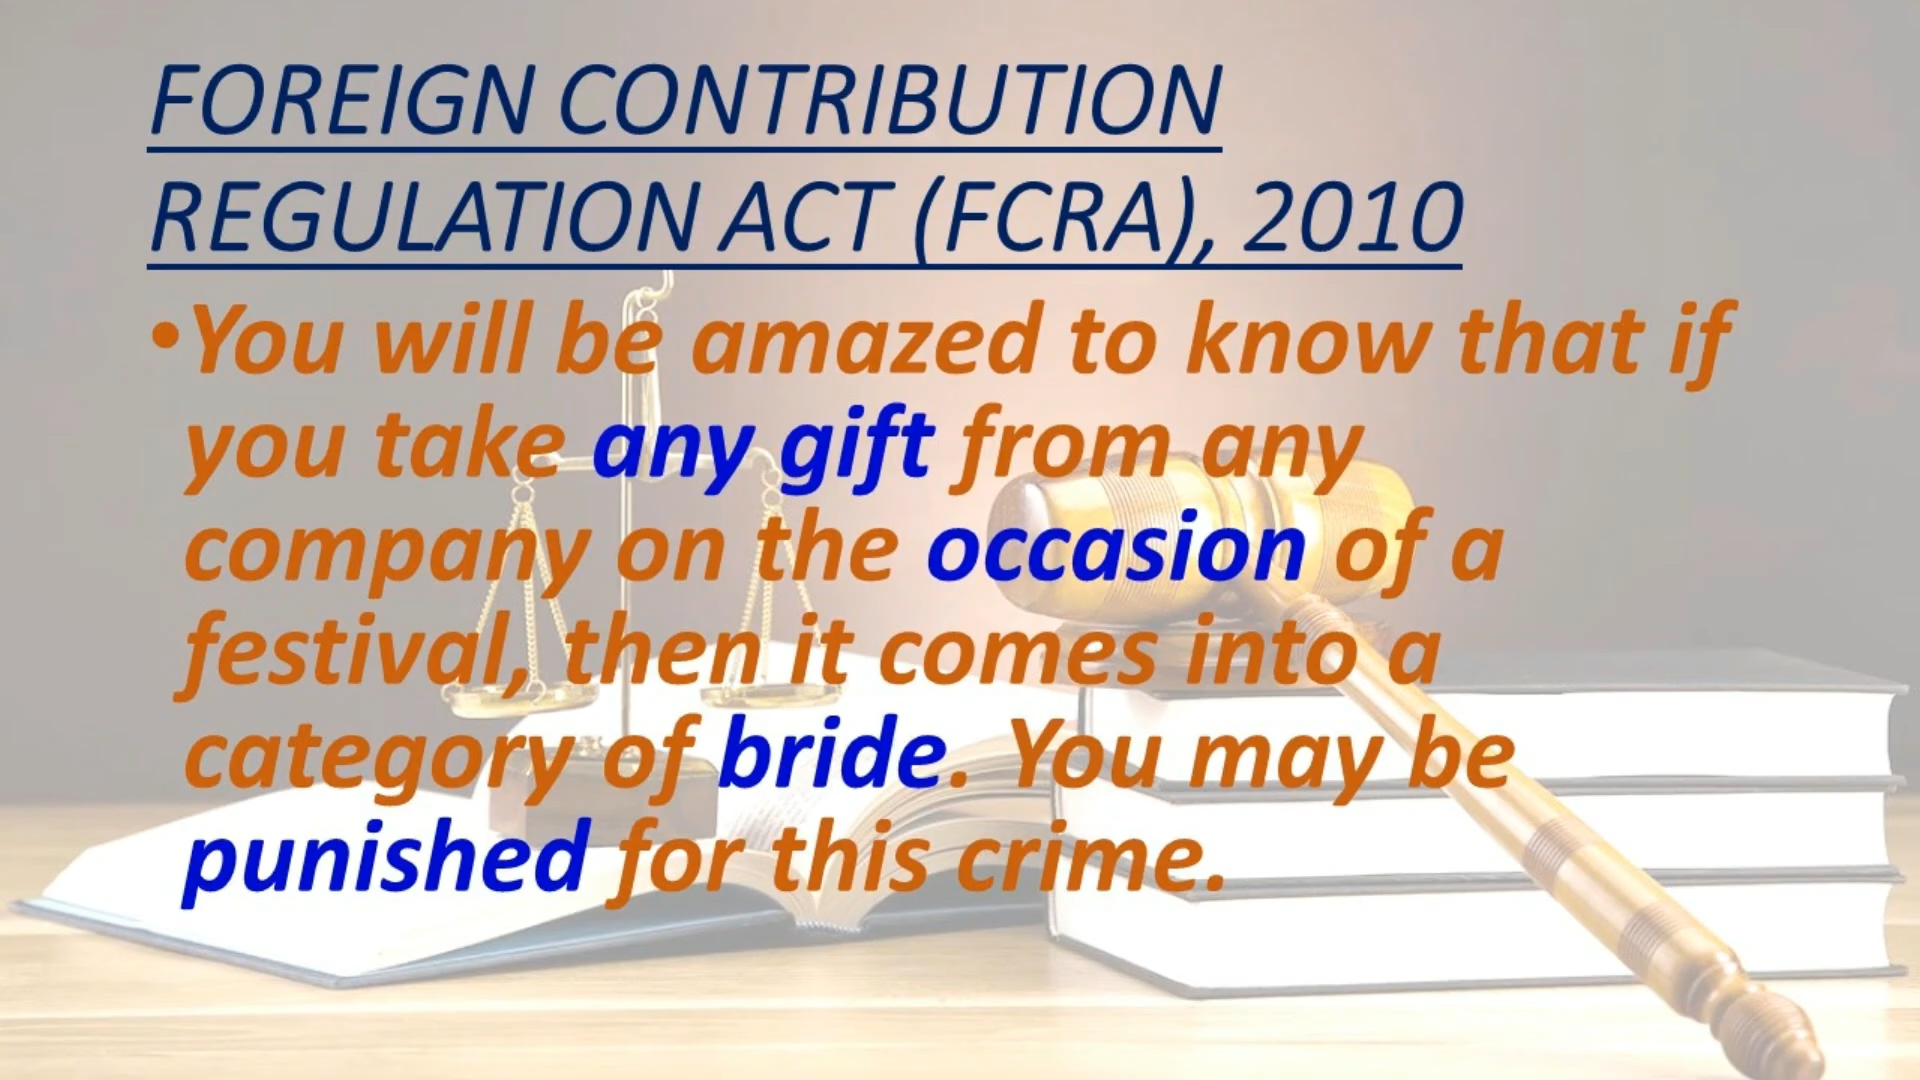 FOREIGN CONTRIBUTION
REGULATION ACT (FCRA), 2010
•You will be amazed to know that if
you take any gift from any
company on the occasion of a
festival, then it comes into a
category of bride. You may be
punished for this crime.